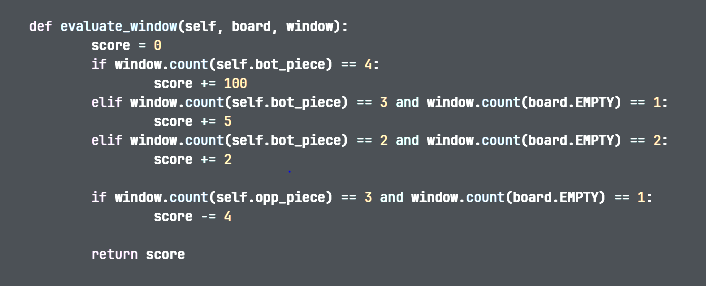 def evaluate_window(self, board, window):
score = 0
if window.count(self.bot_piece) == 4:
score += 100
elif window.count(self.bot_piece) == 3 and window.count(board.EMPTY) == 1:
score += 5
elif window.count(self.bot_piece) == 2 and window.count(board.EMPTY) == 2:
score += 2
if window.count(self.opp_piece) == 3 and window.count(board.EMPTY) == 1:
score -= 4
return score